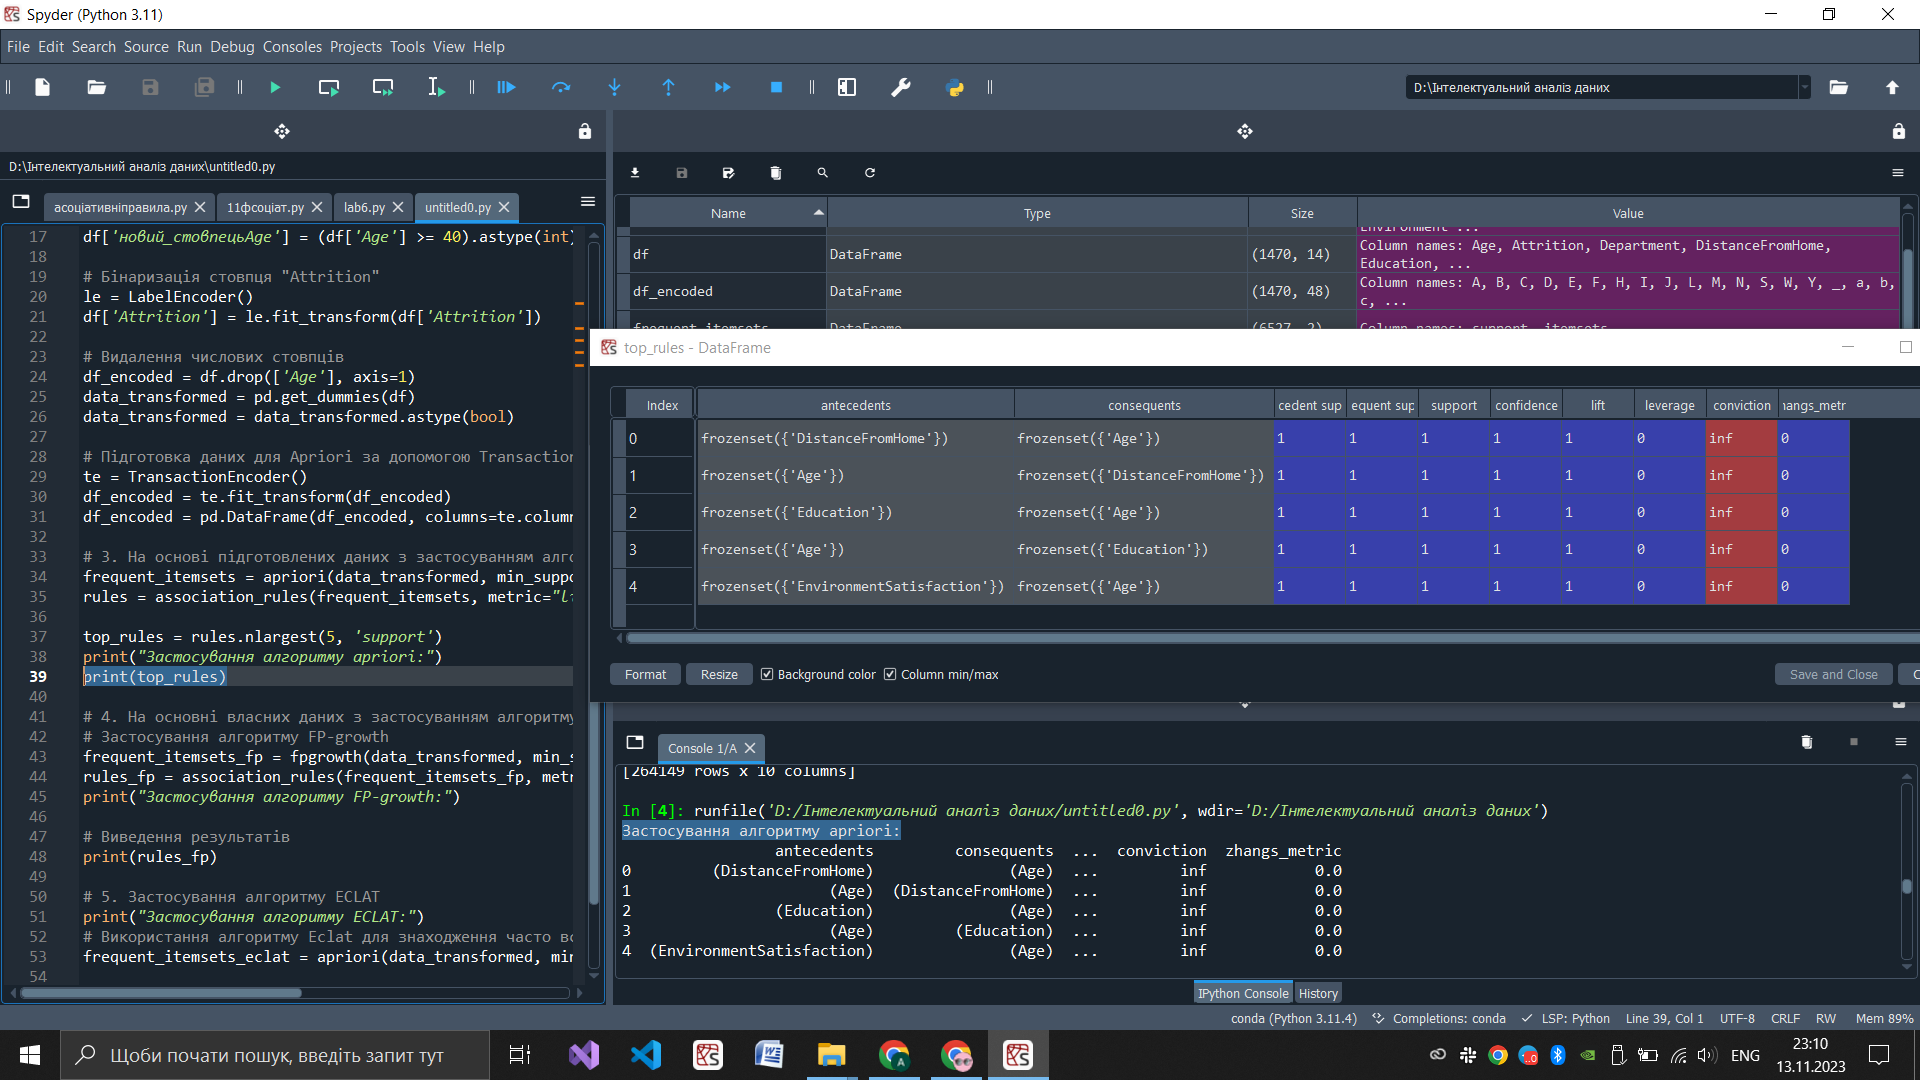 Spyder (Python 3.11)
File Edit Search Source Run Debug Consoles Projects Tools View Help
D:\Інтелектуальний аналіз даних
D:\Інтелектуальний аналіз даних\untitled0.py
асоціативніправила.py
11фсоціат.py
lab6.py
untitled0.py
17 df['новий_стовпецьAge'] = (df['Age'] >= 40).astype(int)
18
19 # Бінаризація стовпця "Attrition"
20 le = LabelEncoder()
21 df['Attrition'] = le.fit_transform(df['Attrition'])
22
23 # Видалення числових стовпців
24 df_encoded = df.drop(['Age'], axis=1)
25 data_transformed = pd.get_dummies(df)
26 data_transformed = data_transformed.astype(bool)
27
28 # Підготовка даних для Apriori за допомогою Transaction
29 te = TransactionEncoder()
30 df_encoded = te.fit_transform(df_encoded)
31 df_encoded = pd.DataFrame(df_encoded, columns=te.colum
32
33 # 3. На основі підготовлених даних з застосуванням алго
34 frequent_itemsets = apriori(data_transformed, min_suppo
35 rules = association_rules(frequent_itemsets, metric="li
36
37 top_rules = rules.nlargest(5, 'support')
38 print("Застосування алгоритму apriori:")
39 print(top_rules)
40
41 # 4. На основні власних даних з застосуванням алгоритму
42 # Застосування алгоритму FP-growth
43 frequent_itemsets_fp = fpgrowth(data_transformed, min_s
44 rules_fp = association_rules(frequent_itemsets_fp, metr
45 print("Застосування алгоритму FP-growth:")
46
47 # Виведення результатів
48 print(rules_fp)
49
50 # 5. Застосування алгоритму ECLAT
51 print("Застосування алгоритму ECLAT:")
52 # Використання алгоритму Eclat для знаходження часто вс
53 frequent_itemsets_eclat = apriori(data_transformed, min
54
Name Type Size Value
Environment ...
df DataFrame (1470, 14) Column names: Age, Attrition, Department, DistanceFromHome,
Education, ...
df_encoded DataFrame (1470, 48) Column names: A, B, C, D, E, F, H, I, J, L, M, N, S, W, Y, _, a, b,
c, ...
frequent_itemsets DataFrame (6527, 2) Column names: support, itemsets
top_rules - DataFrame
Index antecedents consequents cedent sup equent sup support confidence lift leverage conviction hangs_metr
0 frozenset({'DistanceFromHome'}) frozenset({'Age'}) 1 1 1 1 1 0 inf 0
1 frozenset({'Age'}) frozenset({'DistanceFromHome'}) 1 1 1 1 1 0 inf 0
2 frozenset({'Education'}) frozenset({'Age'}) 1 1 1 1 1 0 inf 0
3 frozenset({'Age'}) frozenset({'Education'}) 1 1 1 1 1 0 inf 0
4 frozenset({'EnvironmentSatisfaction'}) frozenset({'Age'}) 1 1 1 1 1 0 inf 0
Format Resize Background color Column min/max Save and Close C
Console 1/A
[264149 rows x 10 columns]
In [4]: runfile('D:/Інтелектуальний аналіз даних/untitled0.py', wdir='D:/Інтелектуальний аналіз даних')
Застосування алгоритму apriori:
antecedents consequents ... conviction zhangs_metric
0 (DistanceFromHome) (Age) ... inf 0.0
1 (Age) (DistanceFromHome) ... inf 0.0
2 (Education) (Age) ... inf 0.0
3 (Age) (Education) ... inf 0.0
4 (EnvironmentSatisfaction) (Age) ... inf 0.0
IPython Console History
conda (Python 3.11.4) Completions: conda LSP: Python Line 39, Col 1 UTF-8 CRLF RW Mem 89%
Щоби почати пошук, введіть запит тут
ENG
23:10
13.11.2023